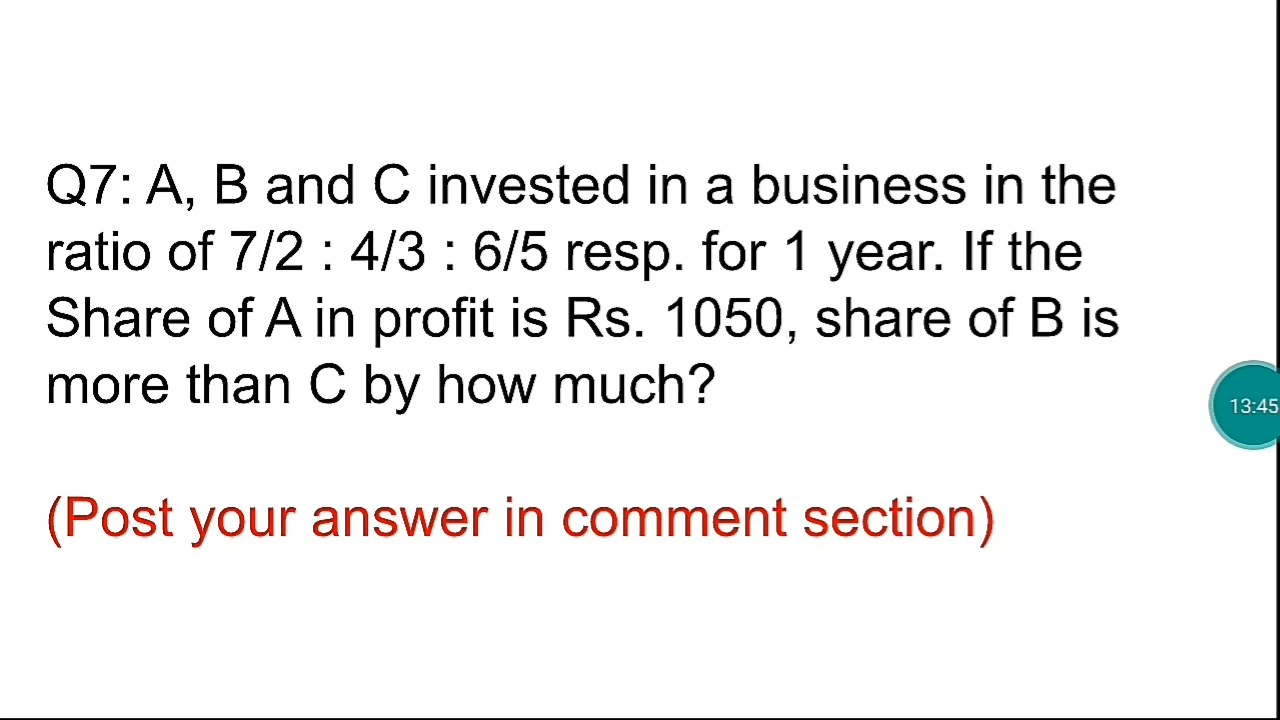 Q7: A, B and C invested in a business in the
ratio of 7/2 : 4/3 : 6/5 resp. for 1 year. If the
Share of A in profit is Rs. 1050, share of B is
more than C by how much?
13:45
(Post your answer in comment section)